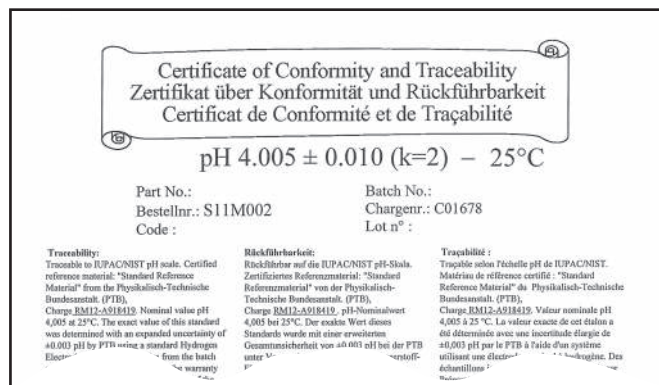 Certificate of Conformity and Traceability
Zertifikat über Konformität und Rückführbarkeit
Certificat de Conformité et de Traçabilité
pH 4.005 ± 0.010 (k=2) – 25°C
Part No.:
Bestellnr.: S11M002
Code :
Batch No.:
Chargenr.: C01678
Lot n° :
Traceability:
Traceable to IUPAC/NIST pH scale. Certified
reference material: "Standard Reference
Material" from the Physikalisch-Technische
Bundesanstalt. (PTB),
Charge RM12-A918419. Nominal value pH
4,005 at 25°C. The exact value of this standard
was determined with an expanded uncertainty of
±0,003 pH by PTB using a standard Hydrogen
from the batch
warranty
Rückführbarkeit:
Rückführbar auf die IUPAC/NIST pH-Skala.
Zertifiziertes Referenzmaterial: "Standard
Referenzmaterial" von der Physikalisch-
Technische Bundesanstalt. (PTB),
Charge RM12-A918419, pH-Nominalwert
4,005 bei 25°C. Der exakte Wert dieses
Standards wurde mit einer erweiterten
Gesamtunsicherheit von ±0,003 pH bei der PTB
unter
Traçabilité :
Traçable selon l'échelle pH de IUPAC/NIST.
Matériau de référence certifié : "Standard
Reference Material" du Physikalisch-Technische
Bundesanstalt. (PTB),
Charge RM12-A918419. Valeur nominale pH
4,005 à 25 °C. La valeur exacte de cet étalon a
été déterminée avec une incertitude élargie de
±0,003 pH par le PTB à l'aide d'un système
utilisant une hydrogène. Des
échantillons